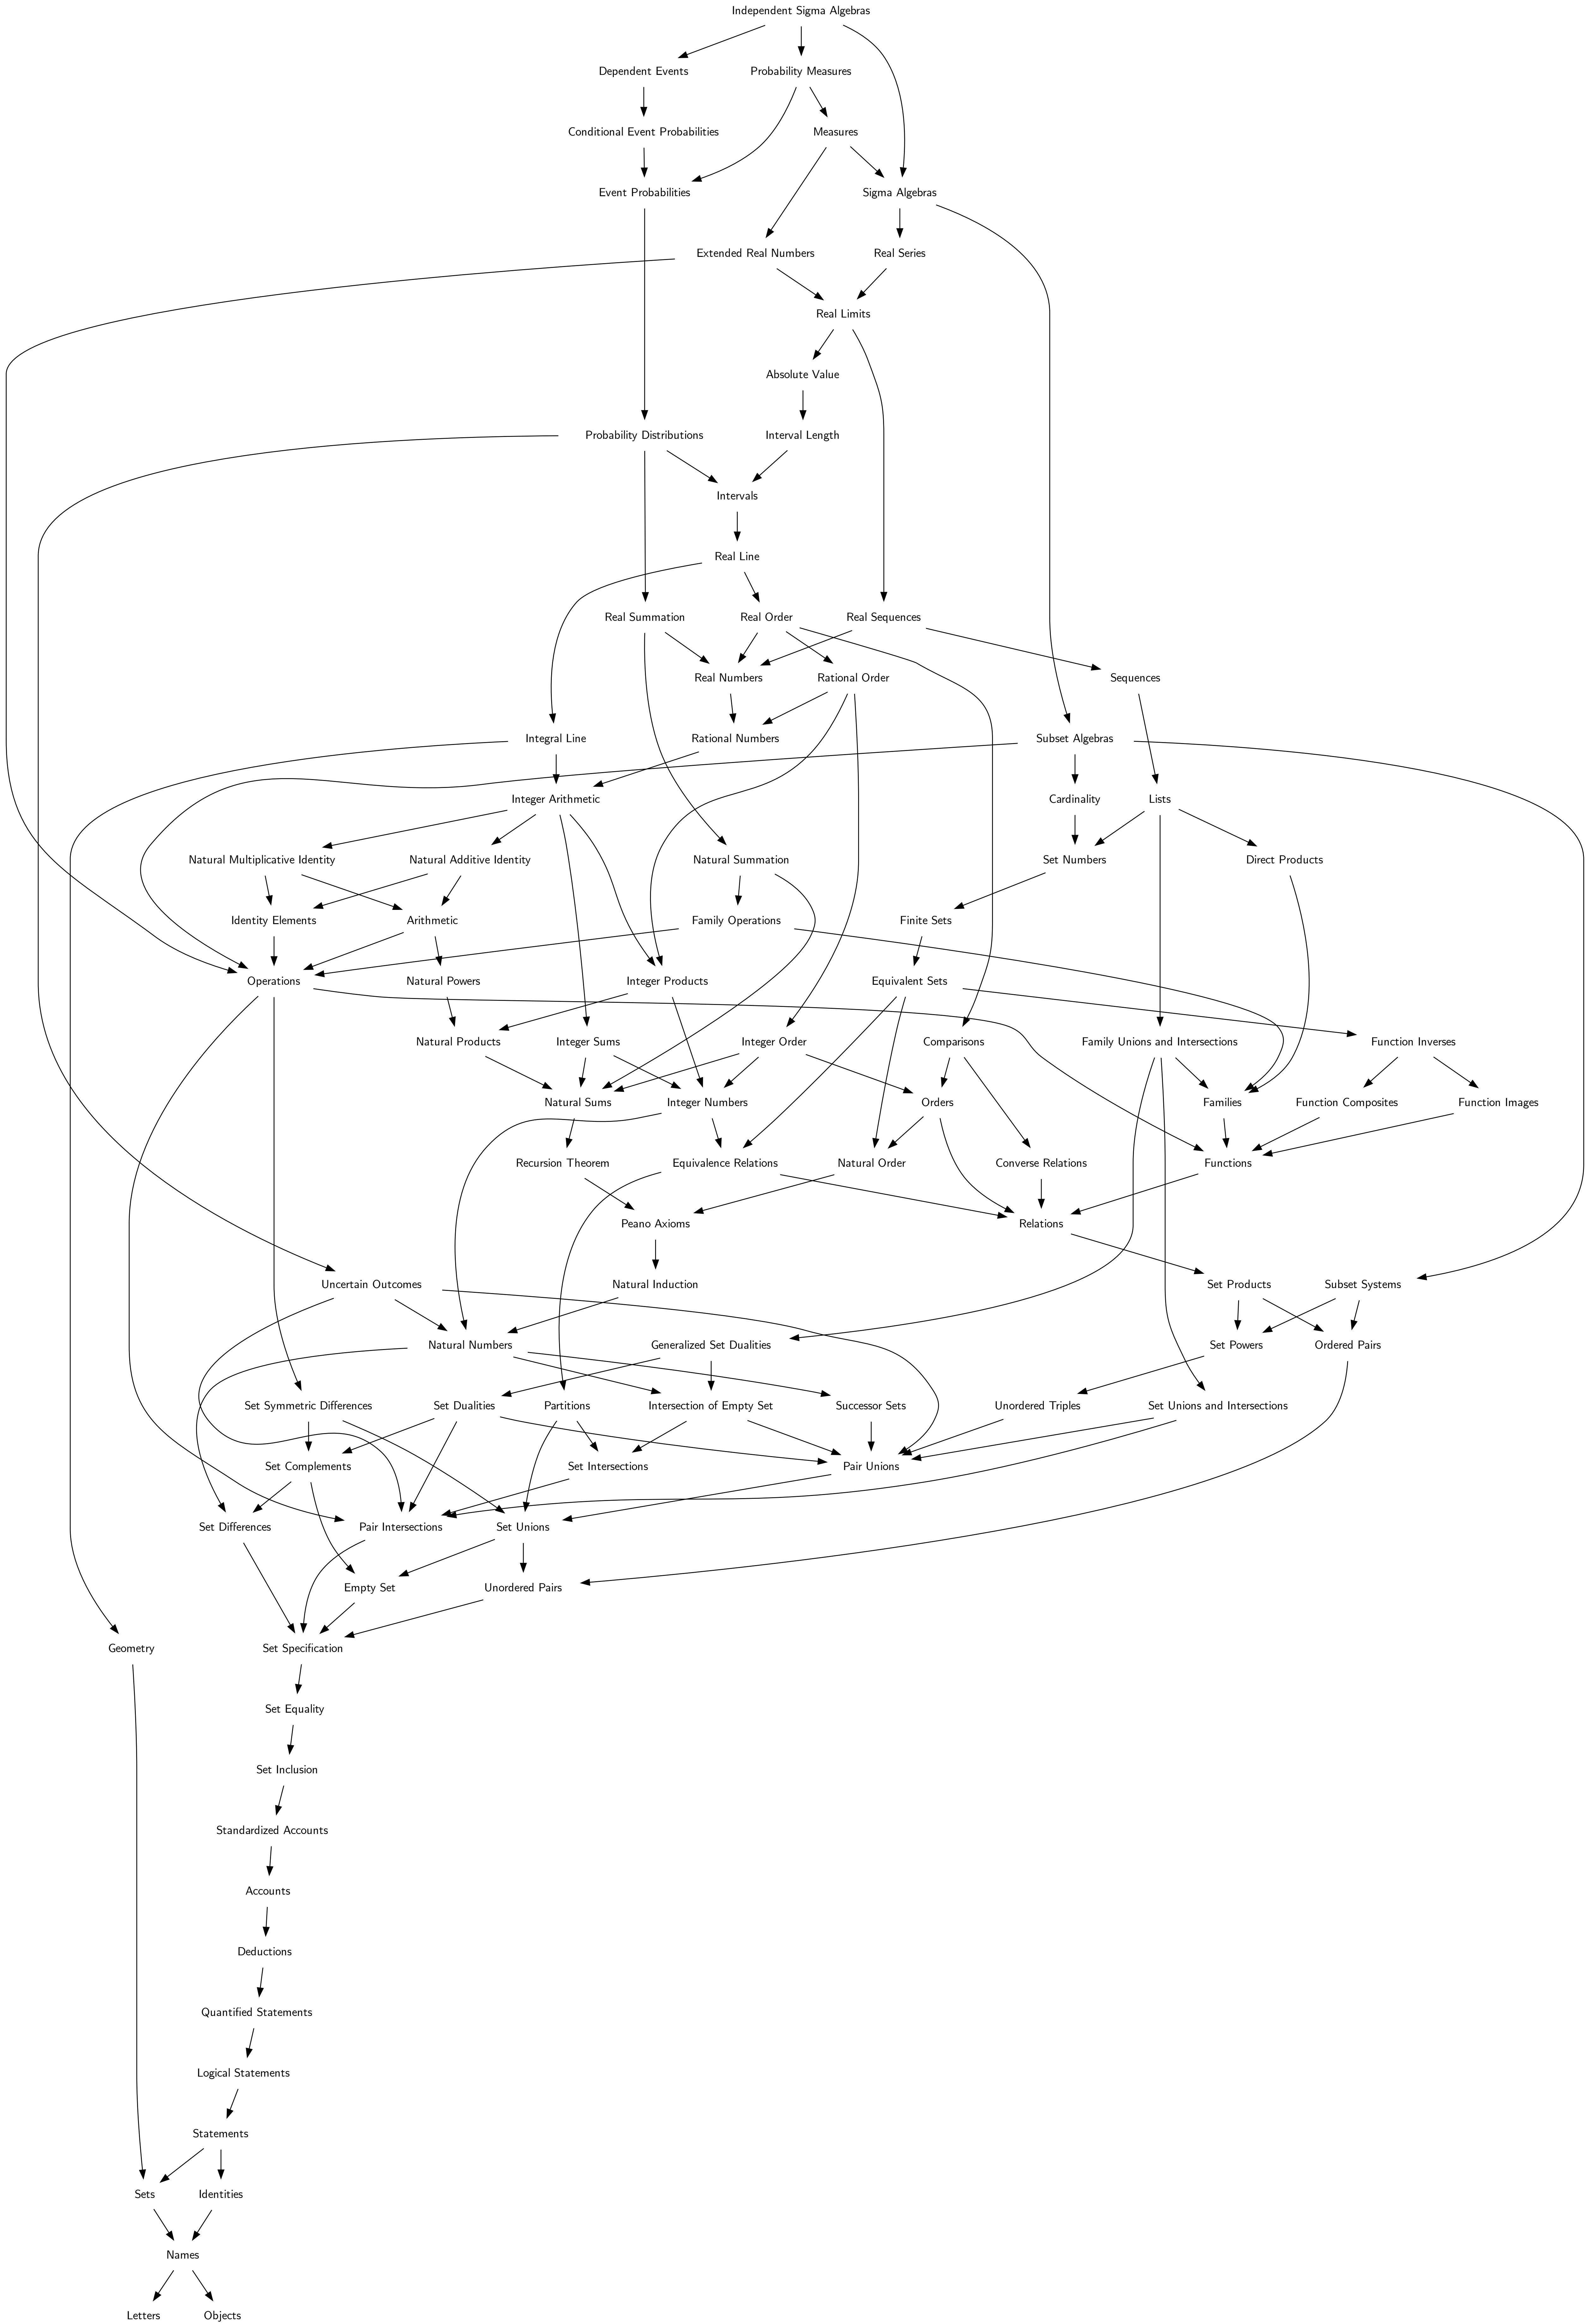 Independent Sigma Algebras
Dependent Events
Probability Measures
Conditional Event Probabilities
Measures
Event Probabilities
Sigma Algebras
Extended Real Numbers
Real Series
Real Limits
Absolute Value
Probability Distributions
Interval Length
Intervals
Real Line
Real Summation
Real Order
Real Sequences
Real Numbers
Rational Order
Sequences
Integral Line
Rational Numbers
Subset Algebras
Integer Arithmetic
Cardinality
Lists
Natural Multiplicative Identity
Natural Additive Identity
Natural Summation
Set Numbers
Direct Products
Identity Elements
Arithmetic
Family Operations
Finite Sets
Operations
Natural Powers
Integer Products
Equivalent Sets
Natural Products
Integer Sums
Integer Order
Comparisons
Family Unions and Intersections
Function Inverses
Natural Sums
Integer Numbers
Orders
Families
Function Composites
Function Images
Recursion Theorem
Equivalence Relations
Natural Order
Converse Relations
Functions
Peano Axioms
Relations
Uncertain Outcomes
Natural Induction
Set Products
Subset Systems
Natural Numbers
Generalized Set Dualities
Set Powers
Ordered Pairs
Set Symmetric Differences
Set Dualities
Partitions
Intersection of Empty Set
Successor Sets
Unordered Triples
Set Unions and Intersections
Set Complements
Set Intersections
Pair Unions
Set Differences
Pair Intersections
Set Unions
Empty Set
Unordered Pairs
Geometry
Set Specification
Set Equality
Set Inclusion
Standardized Accounts
Accounts
Deductions
Quantified Statements
Logical Statements
Statements
Sets
Identities
Names
Letters
Objects